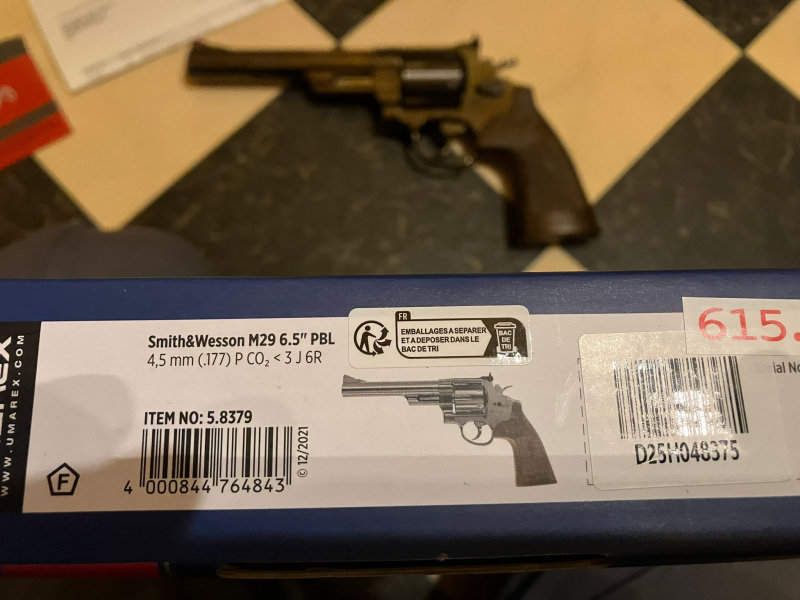 WWW.UMAREX.COM
Smith&Wesson M29 6.5" PBL
4,5 mm (.177) P CO₂ < 3 J 6R
ITEM NO: 5.8379
4 000844 764843
© 12/2021
F
FR
EMBALLAGES A SEPARER
ET A DEPOSER DANS LE
BAC DE TRI
BAC
DE
TRI
615.
D25H048375